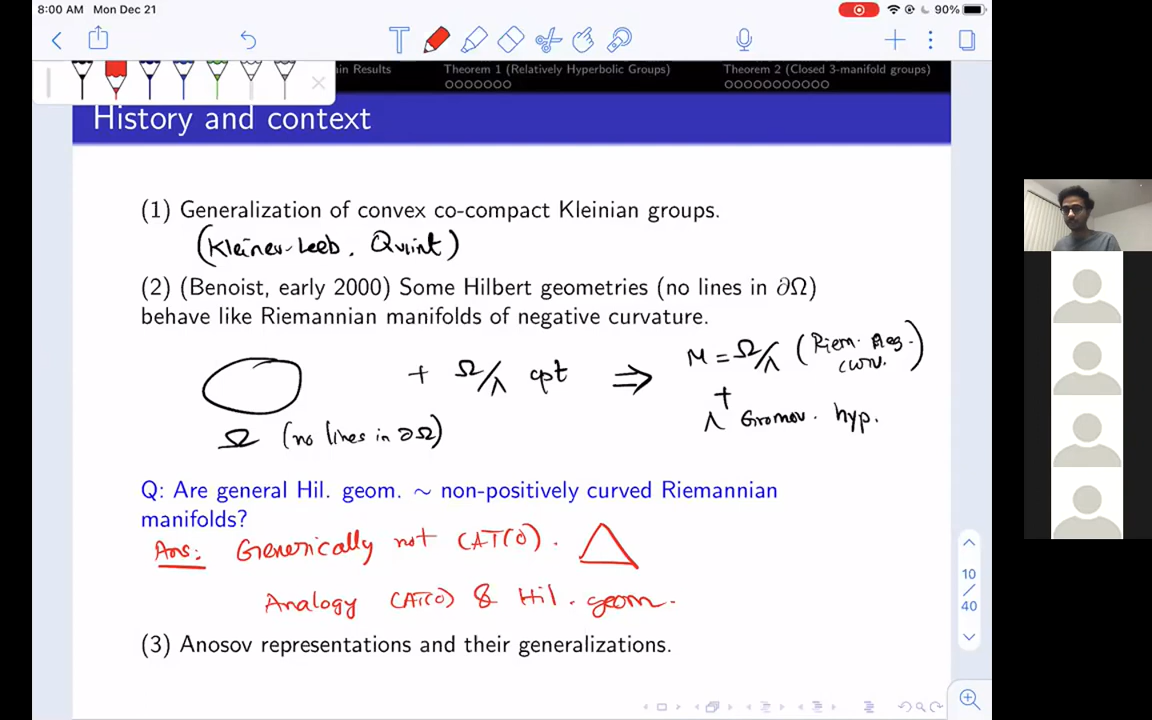 8:00 AM Mon Dec 21
90%
in Results Theorem 1 (Relatively Hyperbolic Groups) Theorem 2 (Closed 3-manifold groups)
History and context
(1) Generalization of convex co-compact Kleinian groups.
(Kleiner-Leeb, Quint)
(2) (Benoist, early 2000) Some Hilbert geometries (no lines in ∂Ω)
behave like Riemannian manifolds of negative curvature.
+ Ω/Λ cpt ⇒ M = Ω/Λ (Riem. neg. curv.)
+
Ω (no lines in ∂Ω) Λ Gromov. hyp.
Q: Are general Hil. geom. ∼ non-positively curved Riemannian
manifolds?
Ans: Generically not CAT(0). △
Analogy CAT(0) & Hil. geom.
(3) Anosov representations and their generalizations.
10
/
40